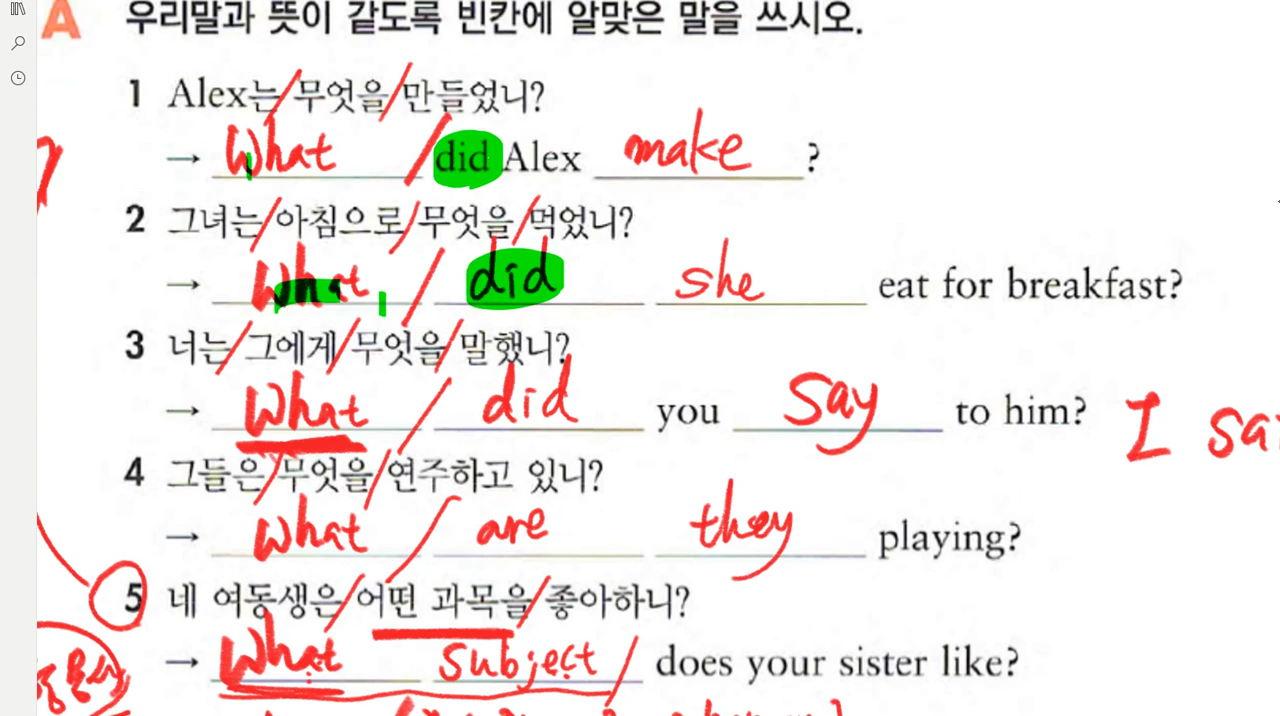 A 우리말과 뜻이 같도록 빈칸에 알맞은 말을 쓰시오.
1 Alex는/무엇을/만들었니?
→ What / did Alex make ?
2 그녀는/아침으로/무엇을/먹었니?
→ What / did she eat for breakfast?
3 너는/그에게/무엇을/말했니?
→ What / did you say to him? I
4 그들은/무엇을/연주하고 있니?
→ What / are they playing?
5 네 여동생은/어떤 과목을/좋아하니?
→ What subject / does your sister like?